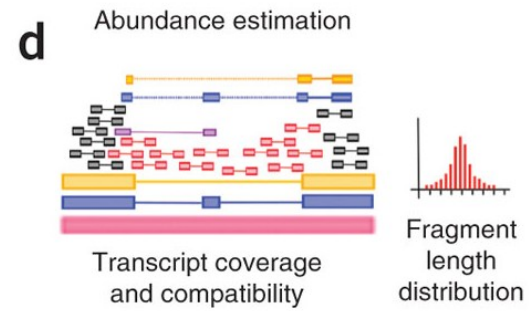 d
Abundance estimation
Transcript coverage
and compatibility
Fragment
length
distribution